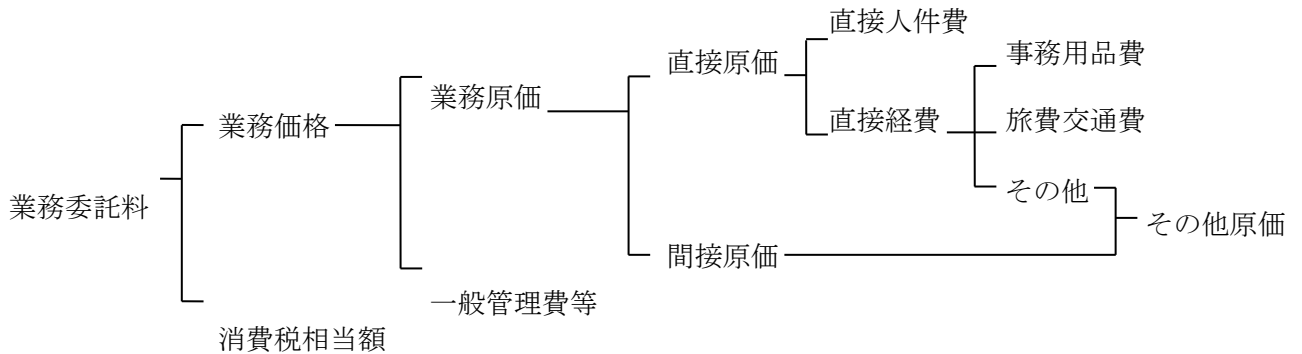 直接人件費
事務用品費
直接原価
業務原価
業務価格
直接経費
旅費交通費
業務委託料
その他
その他原価
間接原価
一般管理費等
消費税相当額